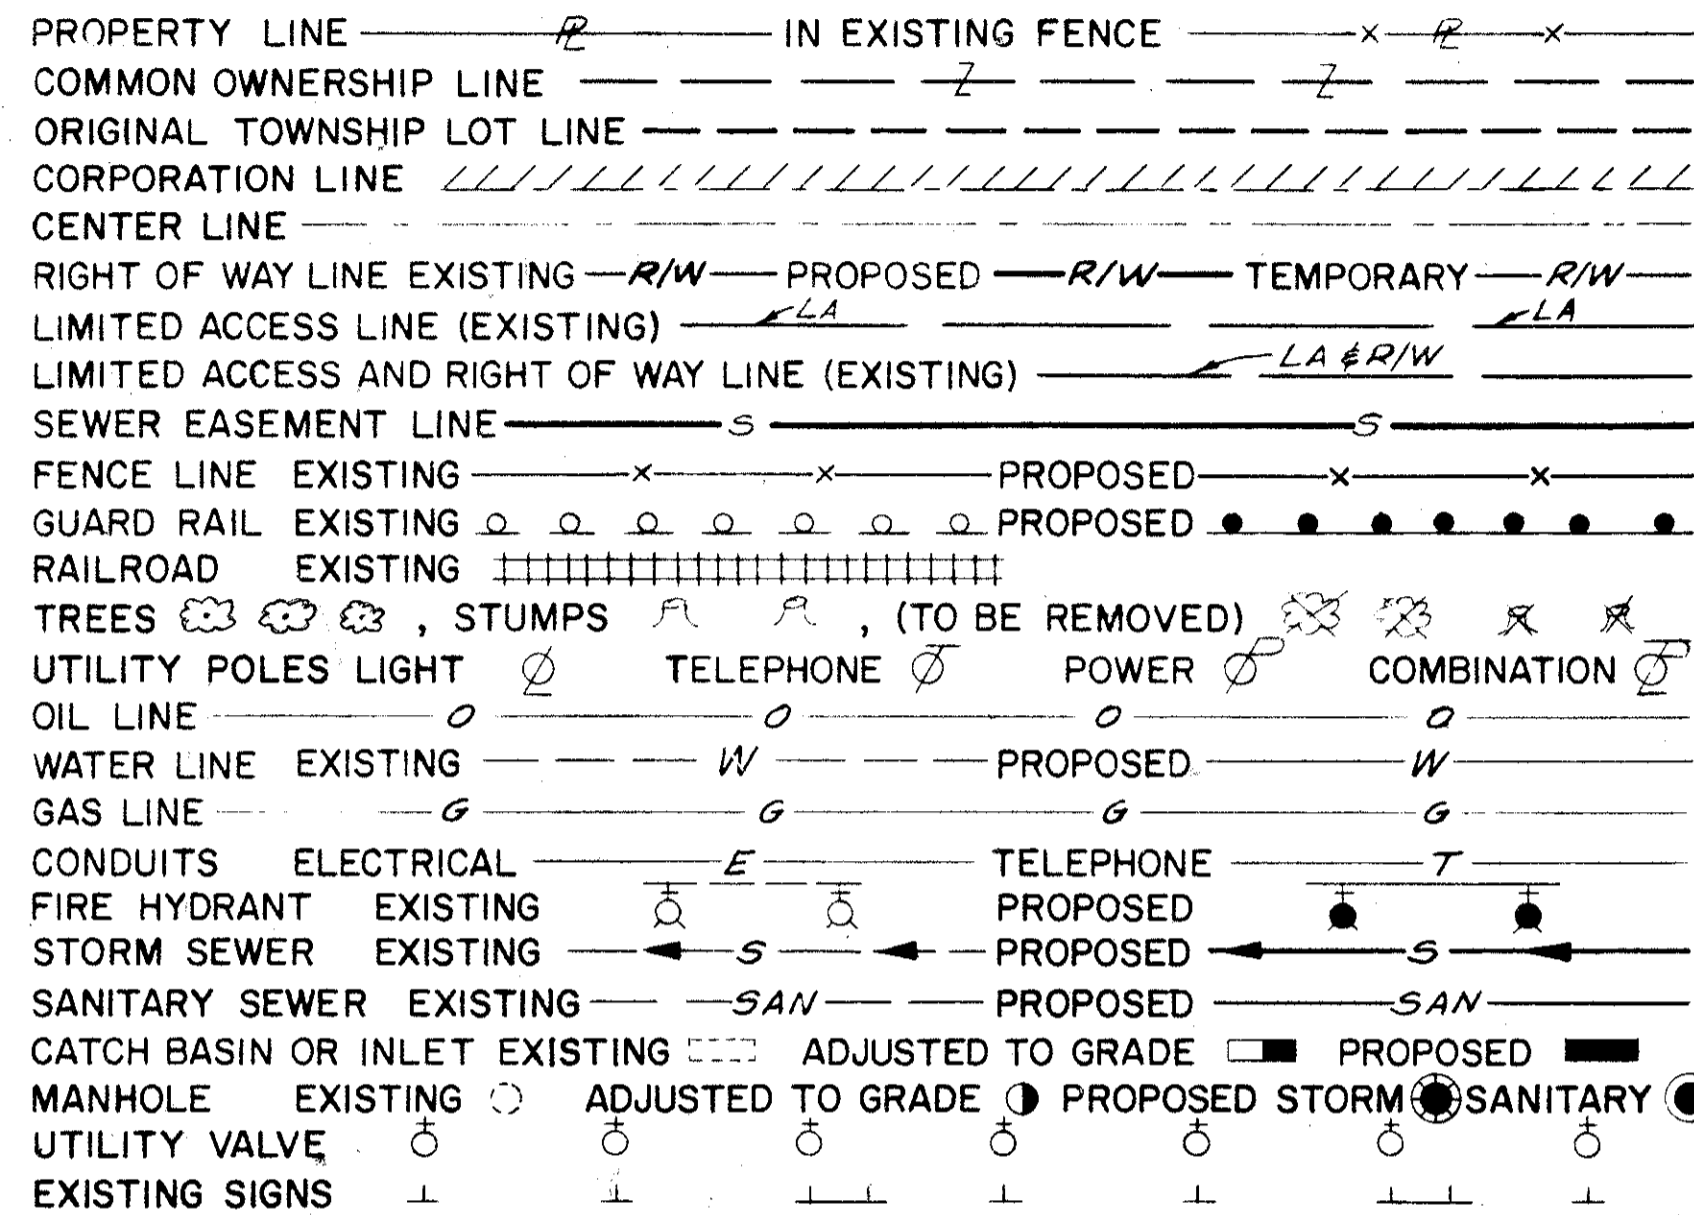 PROPERTY LINE PL IN EXISTING FENCE x PL x
COMMON OWNERSHIP LINE Z Z
ORIGINAL TOWNSHIP LOT LINE
CORPORATION LINE
CENTER LINE
RIGHT OF WAY LINE EXISTING R/W PROPOSED R/W TEMPORARY R/W
LIMITED ACCESS LINE (EXISTING) LA LA
LIMITED ACCESS AND RIGHT OF WAY LINE (EXISTING) LA & R/W
SEWER EASEMENT LINE S S
FENCE LINE EXISTING x x PROPOSED x x
GUARD RAIL EXISTING PROPOSED
RAILROAD EXISTING
TREES , STUMPS , (TO BE REMOVED)
UTILITY POLES LIGHT TELEPHONE POWER COMBINATION
OIL LINE O O O O
WATER LINE EXISTING W PROPOSED W
GAS LINE G G G G
CONDUITS ELECTRICAL E TELEPHONE T
FIRE HYDRANT EXISTING PROPOSED
STORM SEWER EXISTING S PROPOSED S
SANITARY SEWER EXISTING SAN PROPOSED SAN
CATCH BASIN OR INLET EXISTING ADJUSTED TO GRADE PROPOSED
MANHOLE EXISTING ADJUSTED TO GRADE PROPOSED STORM SANITARY
UTILITY VALVE
EXISTING SIGNS